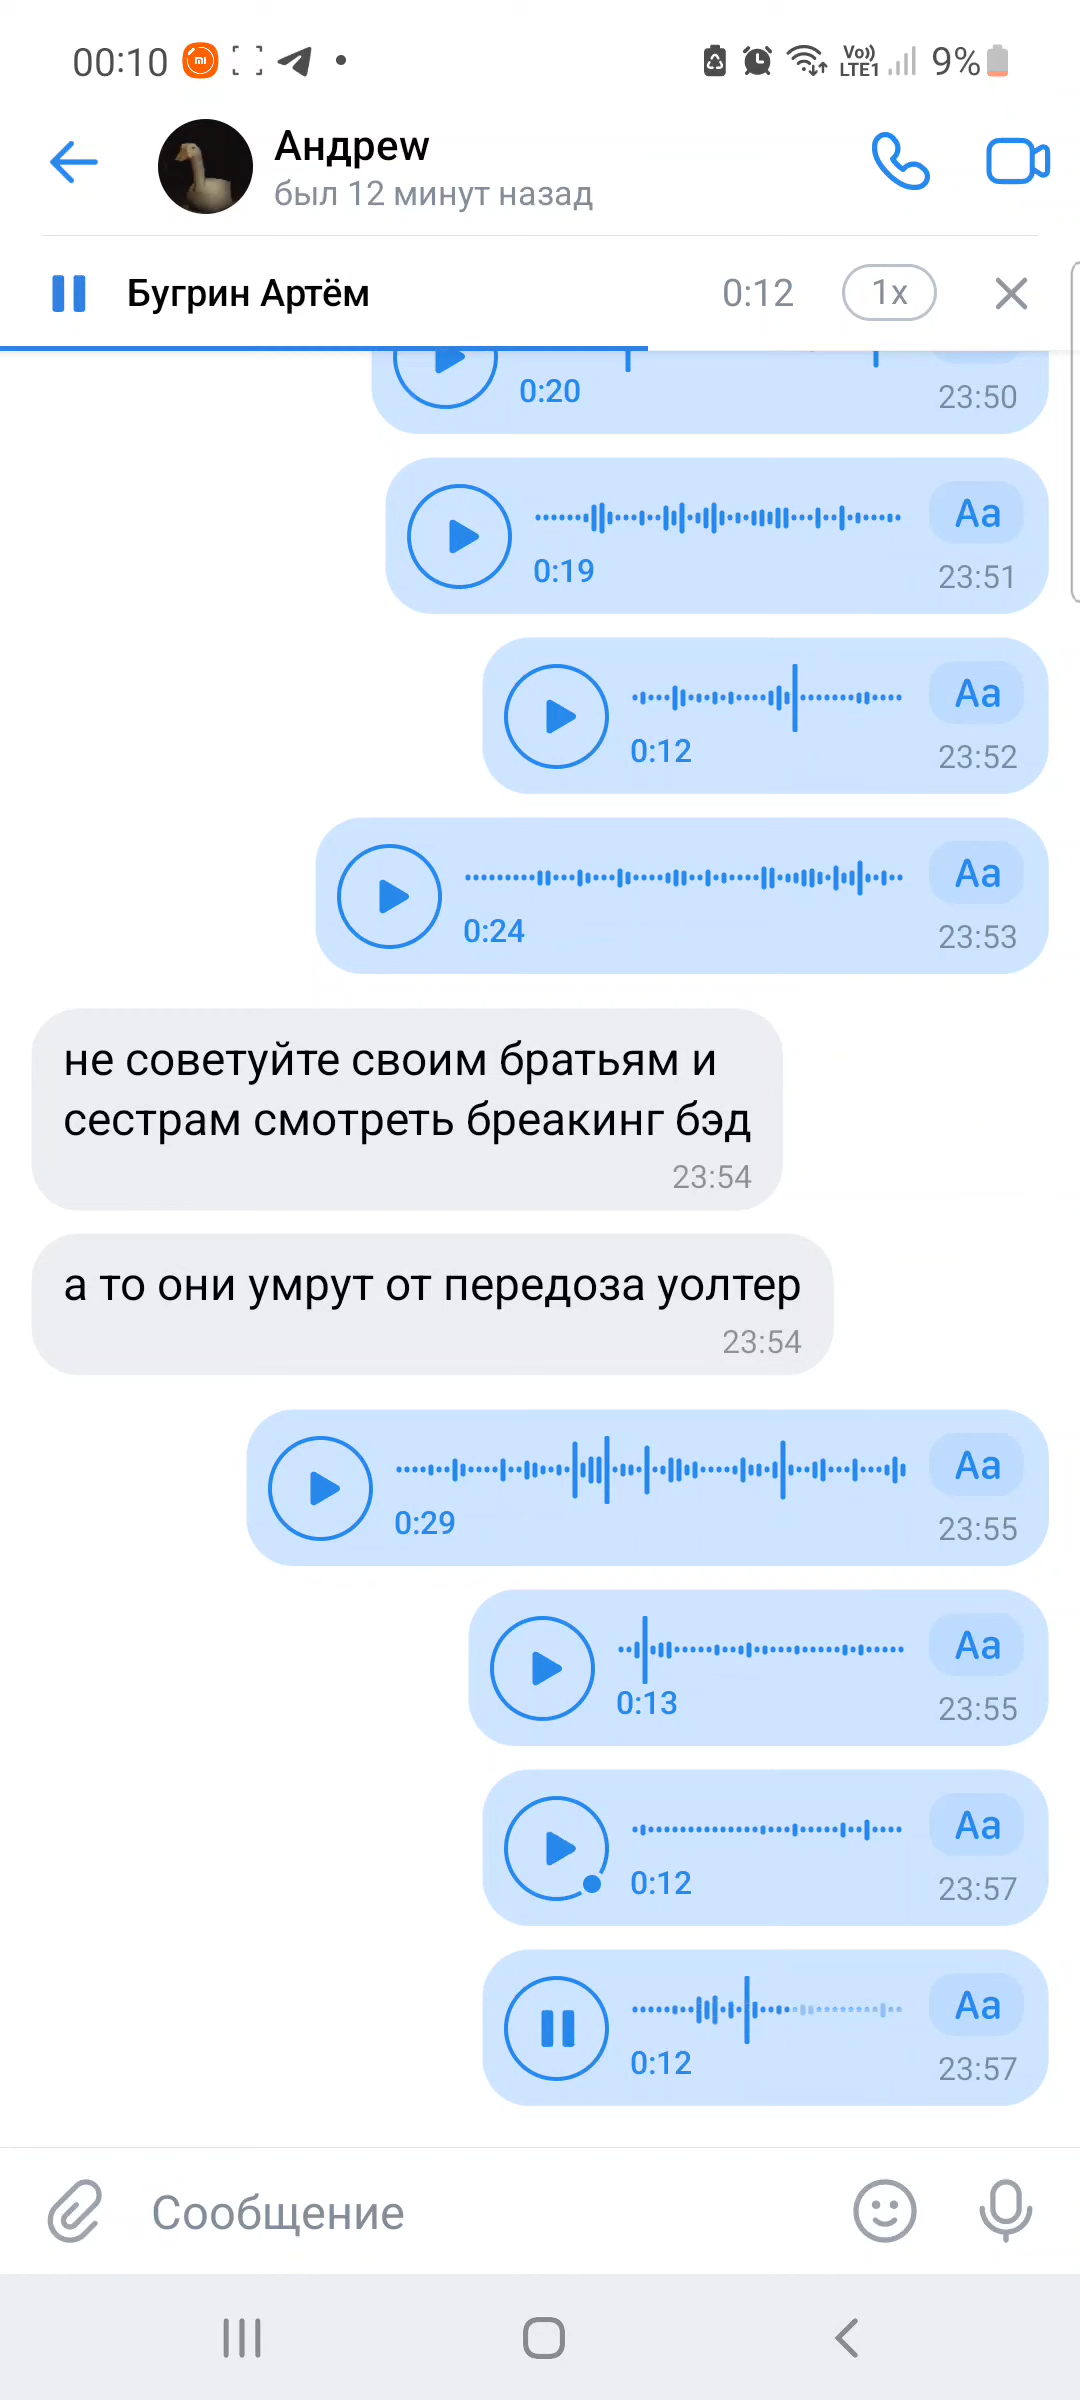 00:10
Vo))
LTE1
9%
Андрew
был 12 минут назад
Бугрин Артём
0:12
1x
0:20
23:50
Aa
0:19
23:51
Aa
0:12
23:52
Aa
0:24
23:53
не советуйте своим братьям и
сестрам смотреть бреакинг бэд
23:54
а то они умрут от передоза уолтер
23:54
Aa
0:29
23:55
Aa
0:13
23:55
Aa
0:12
23:57
Aa
0:12
23:57
Сообщение